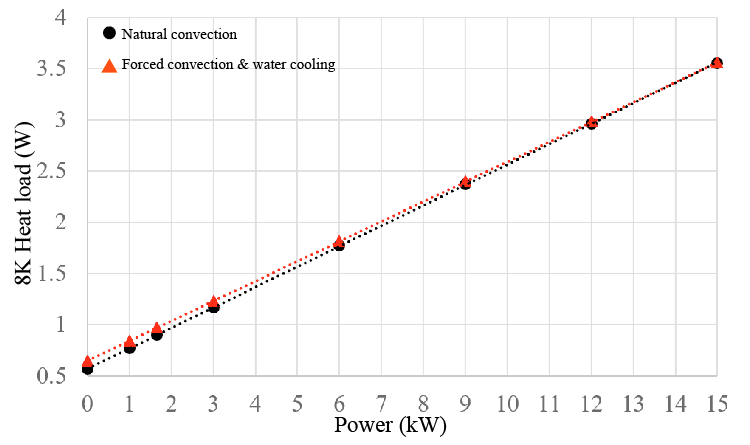 4
3.5
3
2.5
2
1.5
1
0.5
8K Heat load (W)
Natural convection
Forced convection & water cooling
0 1 2 3 4 5 6 7 8 9 10 11 12 13 14 15
Power (kW)